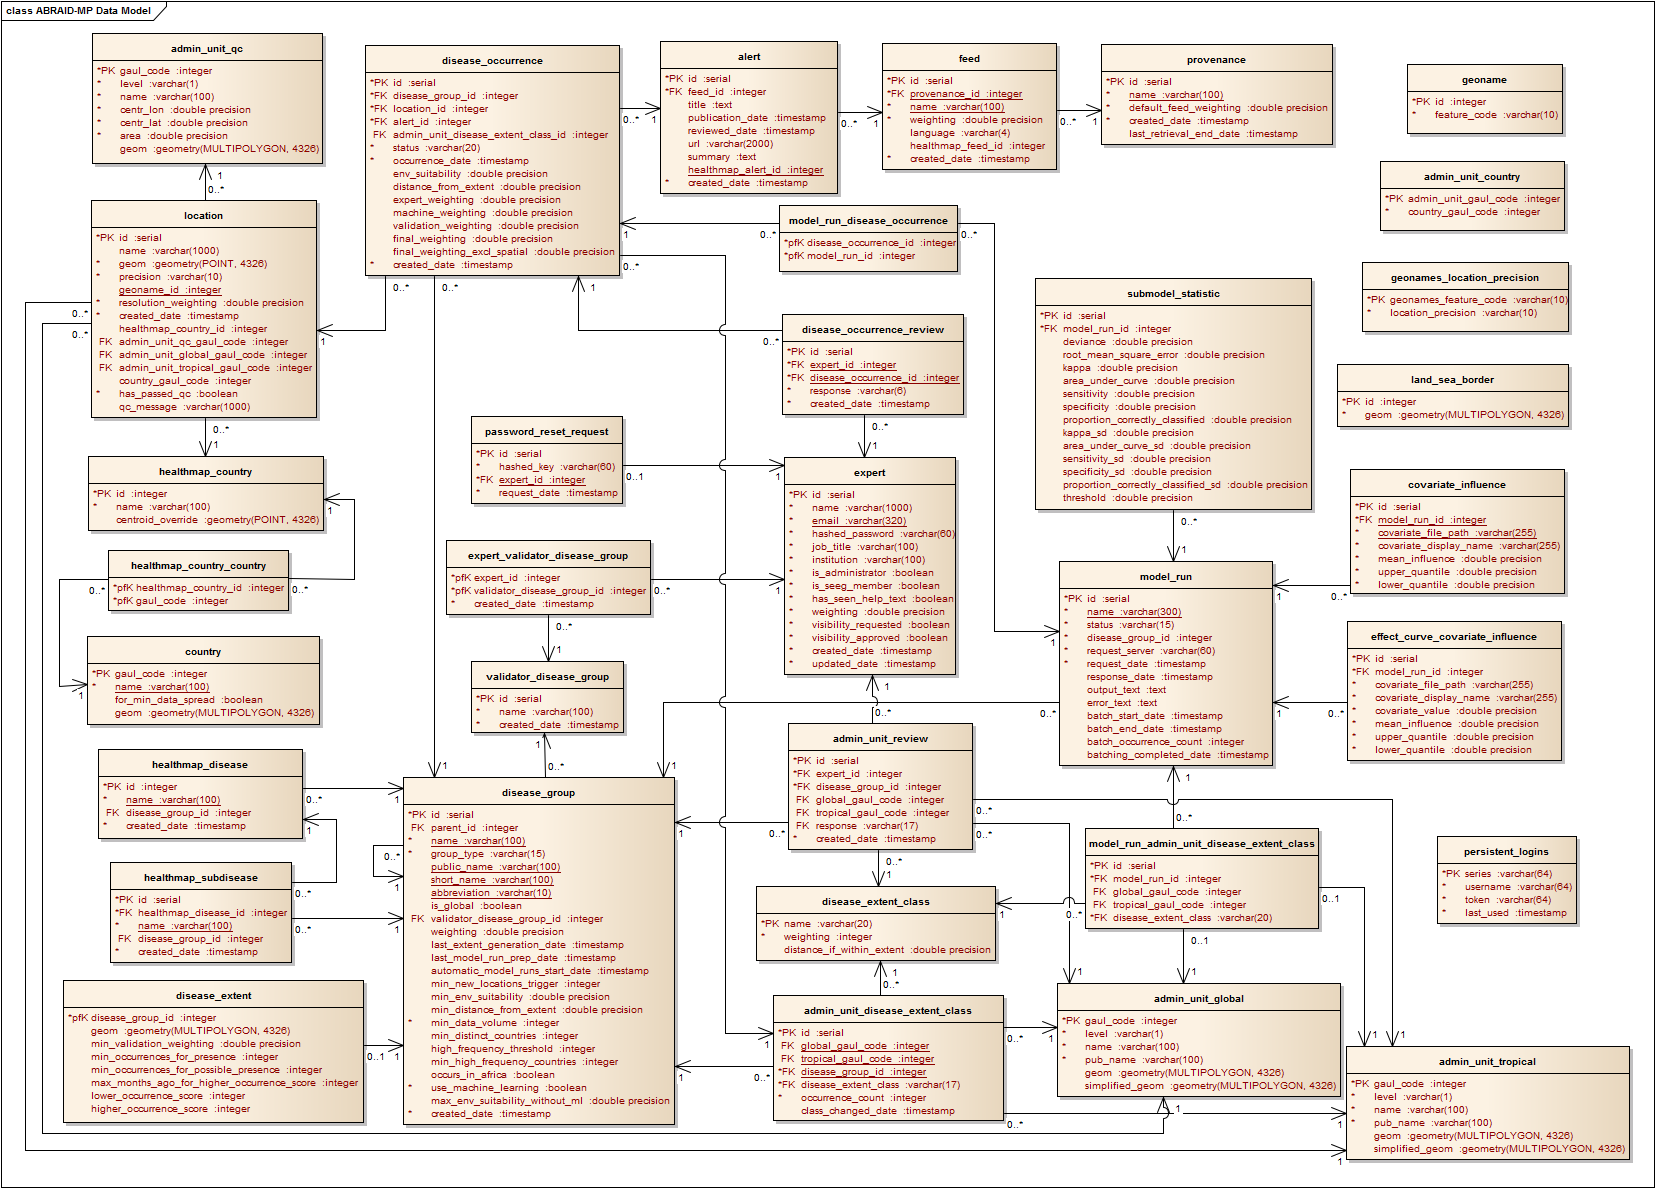 class ABRAID-MP Data Model
admin_unit_qc
*PK gaul_code :integer
* level :varchar(1)
* name :varchar(100)
* centr_lon :double precision
* centr_lat :double precision
* area :double precision
geom :geometry(MULTIPOLYGON, 4326)
1
0..*
location
*PK id :serial
name :varchar(1000)
* geom :geometry(POINT, 4326)
* precision :varchar(10)
geoname_id :integer
* resolution_weighting :double precision
* created_date :timestamp
healthmap_country_id :integer
FK admin_unit_qc_gaul_code :integer
FK admin_unit_global_gaul_code :integer
FK admin_unit_tropical_gaul_code :integer
country_gaul_code :integer
* has_passed_qc :boolean
qc_message :varchar(1000)
0..*
0..*
0..*
1
1
healthmap_country
*PK id :integer
* name :varchar(100)
centroid_override :geometry(POINT, 4326)
1
healthmap_country_country
*pfK healthmap_country_id :integer
*pfK gaul_code :integer
0..*
0..*
country
*PK gaul_code :integer
* name :varchar(100)
for_min_data_spread :boolean
geom :geometry(MULTIPOLYGON, 4326)
1
healthmap_disease
*PK id :integer
* name :varchar(100)
FK disease_group_id :integer
* created_date :timestamp
0..*
1
1
healthmap_subdisease
*PK id :serial
*FK healthmap_disease_id :integer
* name :varchar(100)
FK disease_group_id :integer
* created_date :timestamp
0..*
0..*
1
disease_extent
*pfK disease_group_id :integer
geom :geometry(MULTIPOLYGON, 4326)
min_validation_weighting :double precision
min_occurrences_for_presence :integer
min_occurrences_for_possible_presence :integer
max_months_ago_for_higher_occurrence_score :integer
lower_occurrence_score :integer
higher_occurrence_score :integer
0..1
1
disease_occurrence
*PK id :serial
*FK disease_group_id :integer
*FK location_id :integer
*FK alert_id :integer
FK admin_unit_disease_extent_class_id :integer
* status :varchar(20)
* occurrence_date :timestamp
env_suitability :double precision
distance_from_extent :double precision
expert_weighting :double precision
machine_weighting :double precision
validation_weighting :double precision
final_weighting :double precision
final_weighting_excl_spatial :double precision
* created_date :timestamp
0..*
1
1
0..*
0..*
0..*
1
alert
*PK id :serial
*FK feed_id :integer
title :text
publication_date :timestamp
reviewed_date :timestamp
url :varchar(2000)
summary :text
healthmap_alert_id :integer
* created_date :timestamp
0..*
1
feed
*PK id :serial
*FK provenance_id :integer
* name :varchar(100)
* weighting :double precision
language :varchar(4)
healthmap_feed_id :integer
* created_date :timestamp
0..*
1
provenance
*PK id :serial
* name :varchar(100)
* default_feed_weighting :double precision
* created_date :timestamp
last_retrieval_end_date :timestamp
geoname
*PK id :integer
* feature_code :varchar(10)
admin_unit_country
*PK admin_unit_gaul_code :integer
* country_gaul_code :integer
geonames_location_precision
*PK geonames_feature_code :varchar(10)
* location_precision :varchar(10)
land_sea_border
*PK id :integer
* geom :geometry(MULTIPOLYGON, 4326)
model_run_disease_occurrence
*pfK disease_occurrence_id :integer
*pfK model_run_id :integer
0..*
0..*
disease_occurrence_review
*PK id :serial
*FK expert_id :integer
*FK disease_occurrence_id :integer
* response :varchar(6)
* created_date :timestamp
0..*
0..*
1
password_reset_request
*PK id :serial
* hashed_key :varchar(60)
*FK expert_id :integer
* request_date :timestamp
0..1
1
expert
*PK id :serial
* name :varchar(1000)
* email :varchar(320)
* hashed_password :varchar(60)
* job_title :varchar(100)
* institution :varchar(100)
* is_administrator :boolean
* is_seeg_member :boolean
* has_seen_help_text :boolean
* weighting :double precision
* visibility_requested :boolean
* visibility_approved :boolean
* created_date :timestamp
* updated_date :timestamp
expert_validator_disease_group
*pfK expert_id :integer
*pfK validator_disease_group_id :integer
* created_date :timestamp
0..*
1
0..*
1
validator_disease_group
*PK id :serial
* name :varchar(100)
* created_date :timestamp
1
0..*
submodel_statistic
*PK id :serial
*FK model_run_id :integer
deviance :double precision
root_mean_square_error :double precision
kappa :double precision
area_under_curve :double precision
sensitivity :double precision
specificity :double precision
proportion_correctly_classified :double precision
kappa_sd :double precision
area_under_curve_sd :double precision
sensitivity_sd :double precision
specificity_sd :double precision
proportion_correctly_classified_sd :double precision
threshold :double precision
0..*
1
model_run
*PK id :serial
* name :varchar(300)
* status :varchar(15)
* disease_group_id :integer
* request_server :varchar(60)
* request_date :timestamp
response_date :timestamp
output_text :text
error_text :text
batch_start_date :timestamp
batch_end_date :timestamp
batch_occurrence_count :integer
batching_completed_date :timestamp
1
0..*
1
1
1
covariate_influence
*PK id :serial
*FK model_run_id :integer
* covariate_file_path :varchar(255)
* covariate_display_name :varchar(255)
* mean_influence :double precision
* upper_quantile :double precision
* lower_quantile :double precision
0..*
effect_curve_covariate_influence
*PK id :serial
*FK model_run_id :integer
* covariate_file_path :varchar(255)
* covariate_display_name :varchar(255)
* covariate_value :double precision
* mean_influence :double precision
* upper_quantile :double precision
* lower_quantile :double precision
0..*
disease_group
*PK id :serial
FK parent_id :integer
* name :varchar(100)
* group_type :varchar(15)
public_name :varchar(100)
short_name :varchar(100)
abbreviation :varchar(10)
is_global :boolean
FK validator_disease_group_id :integer
weighting :double precision
last_extent_generation_date :timestamp
last_model_run_prep_date :timestamp
automatic_model_runs_start_date :timestamp
min_new_locations_trigger :integer
min_env_suitability :double precision
min_distance_from_extent :double precision
* min_data_volume :integer
min_distinct_countries :integer
high_frequency_threshold :integer
min_high_frequency_countries :integer
occurs_in_africa :boolean
* use_machine_learning :boolean
max_env_suitability_without_ml :double precision
* created_date :timestamp
1
1
0..*
1
1
1
admin_unit_review
*PK id :serial
*FK expert_id :integer
*FK disease_group_id :integer
FK global_gaul_code :integer
FK tropical_gaul_code :integer
FK response :varchar(17)
* created_date :timestamp
1
0..*
0..*
0..*
0..*
0..*
1
disease_extent_class
*PK name :varchar(20)
* weighting :integer
distance_if_within_extent :double precision
1
1
0..*
admin_unit_disease_extent_class
*PK id :serial
FK global_gaul_code :integer
FK tropical_gaul_code :integer
*FK disease_group_id :integer
*FK disease_extent_class :varchar(17)
* occurrence_count :integer
class_changed_date :timestamp
1
0..*
0..*
1
0..*
model_run_admin_unit_disease_extent_class
*PK id :serial
*FK model_run_id :integer
FK global_gaul_code :integer
FK tropical_gaul_code :integer
*FK disease_extent_class :varchar(20)
0..*
0..*
0..1
0..1
1
1
admin_unit_global
*PK gaul_code :integer
* level :varchar(1)
* name :varchar(100)
* pub_name :varchar(100)
geom :geometry(MULTIPOLYGON, 4326)
simplified_geom :geometry(MULTIPOLYGON, 4326)
1
persistent_logins
*PK series :varchar(64)
* username :varchar(64)
* token :varchar(64)
* last_used :timestamp
1
1
admin_unit_tropical
*PK gaul_code :integer
* level :varchar(1)
* name :varchar(100)
* pub_name :varchar(100)
geom :geometry(MULTIPOLYGON, 4326)
simplified_geom :geometry(MULTIPOLYGON, 4326)
1
1